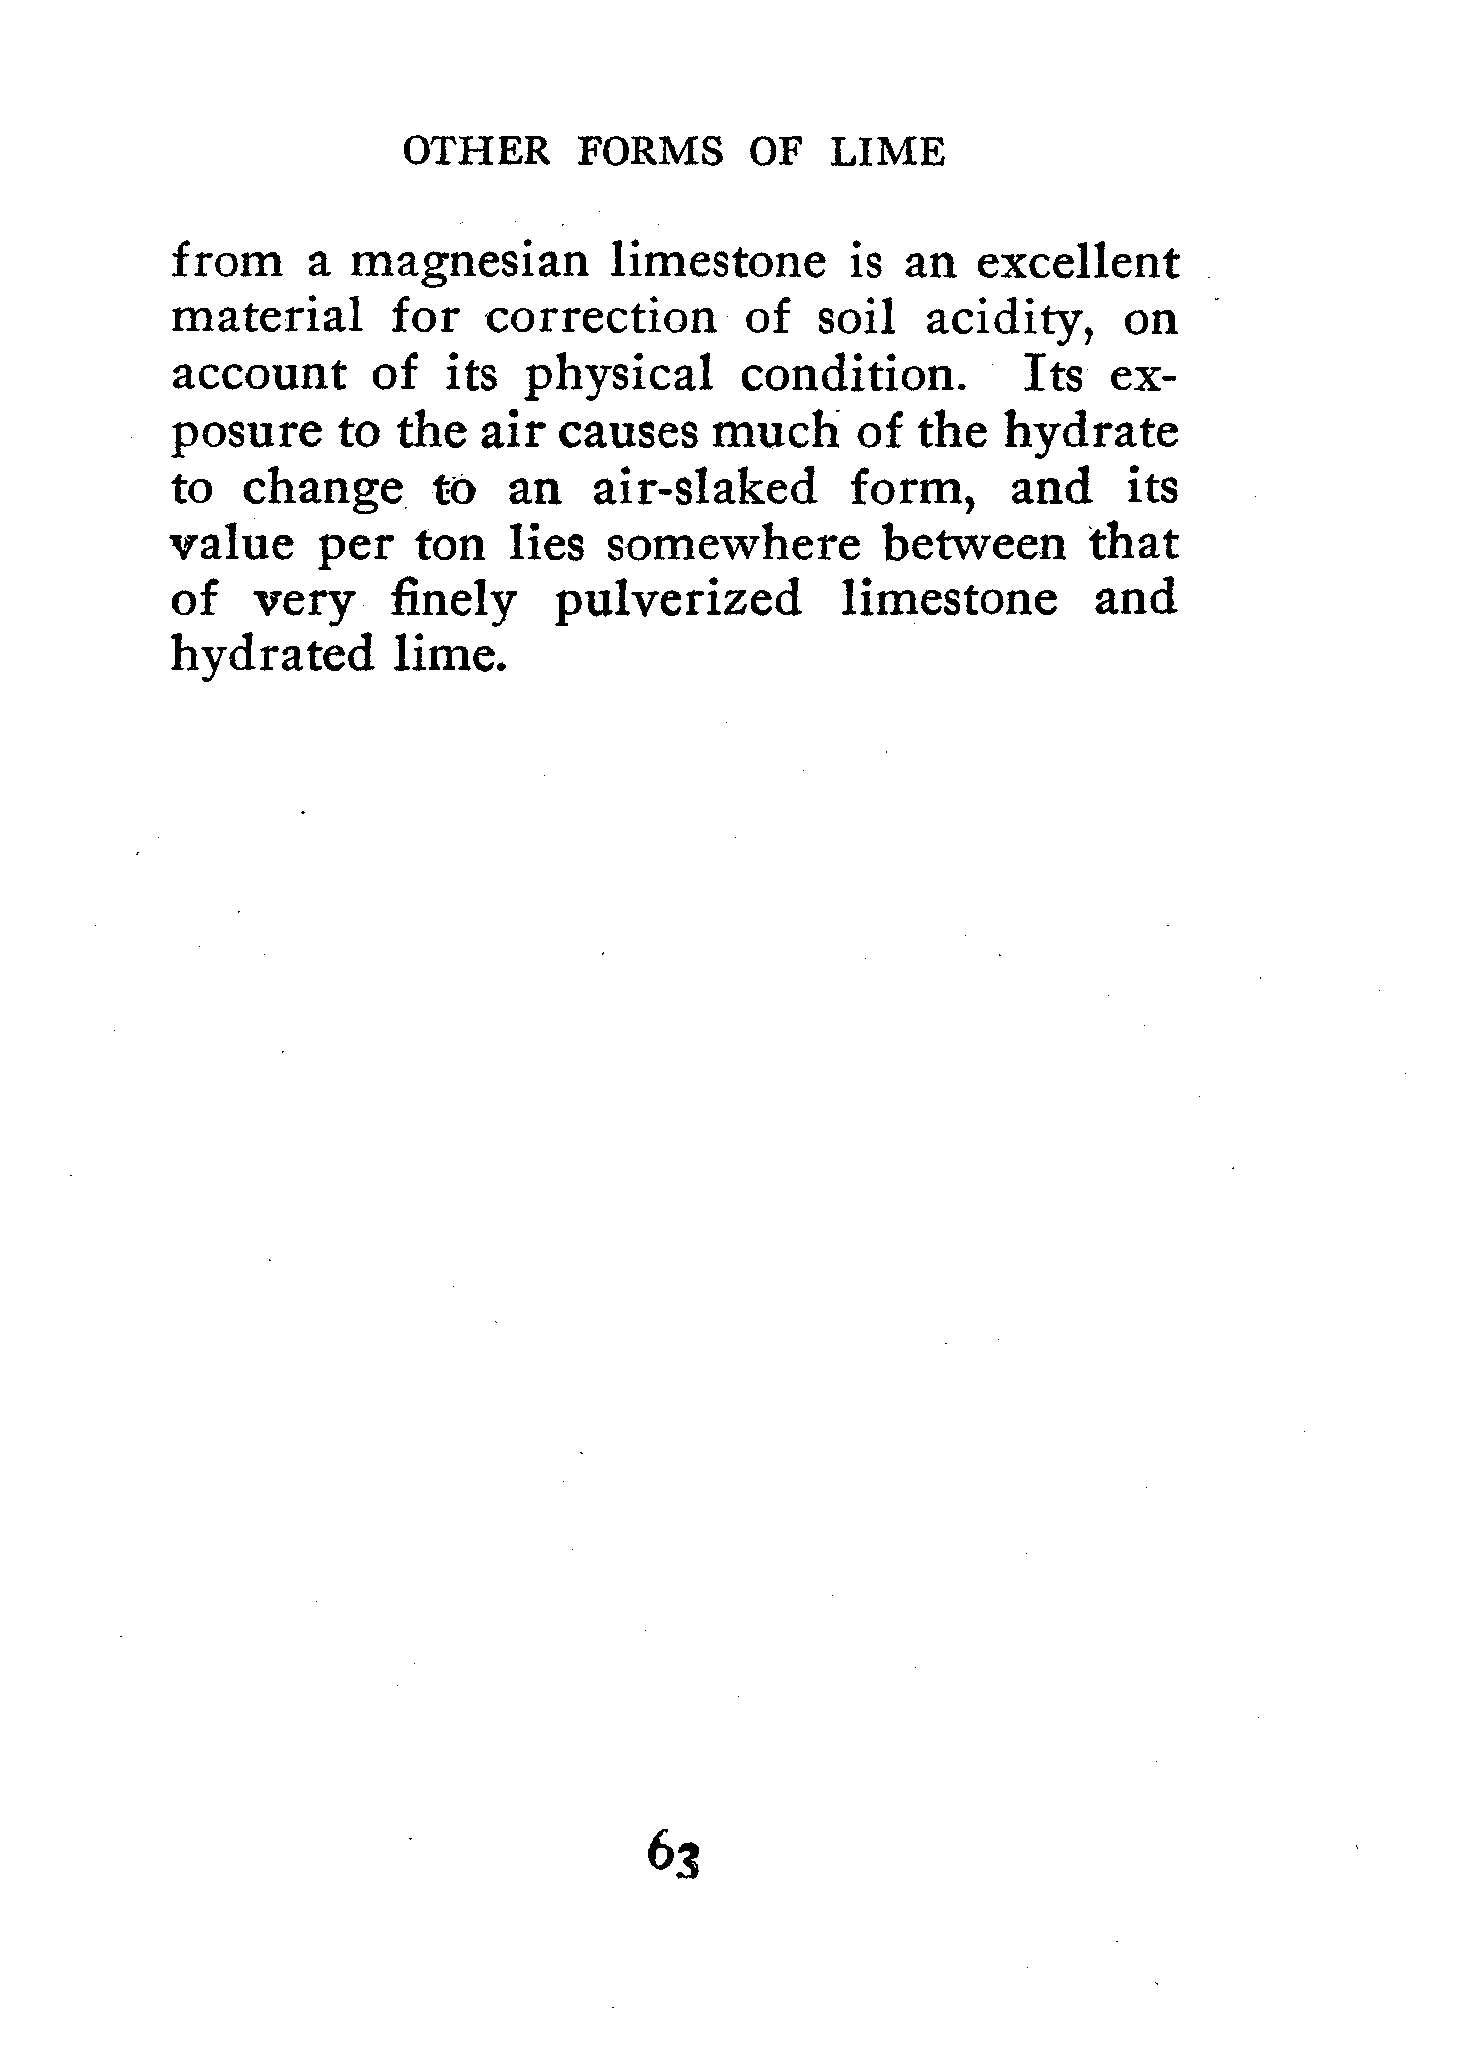 OTHER FORMS OF LIME
from a magnesian limestone is an excellent
material for correction of soil acidity, on
account of its physical condition. Its ex-
posure to the air causes much of the hydrate
to change to an air-slaked form, and its
value per ton lies somewhere between that
of very finely pulverized limestone and
hydrated lime.
63